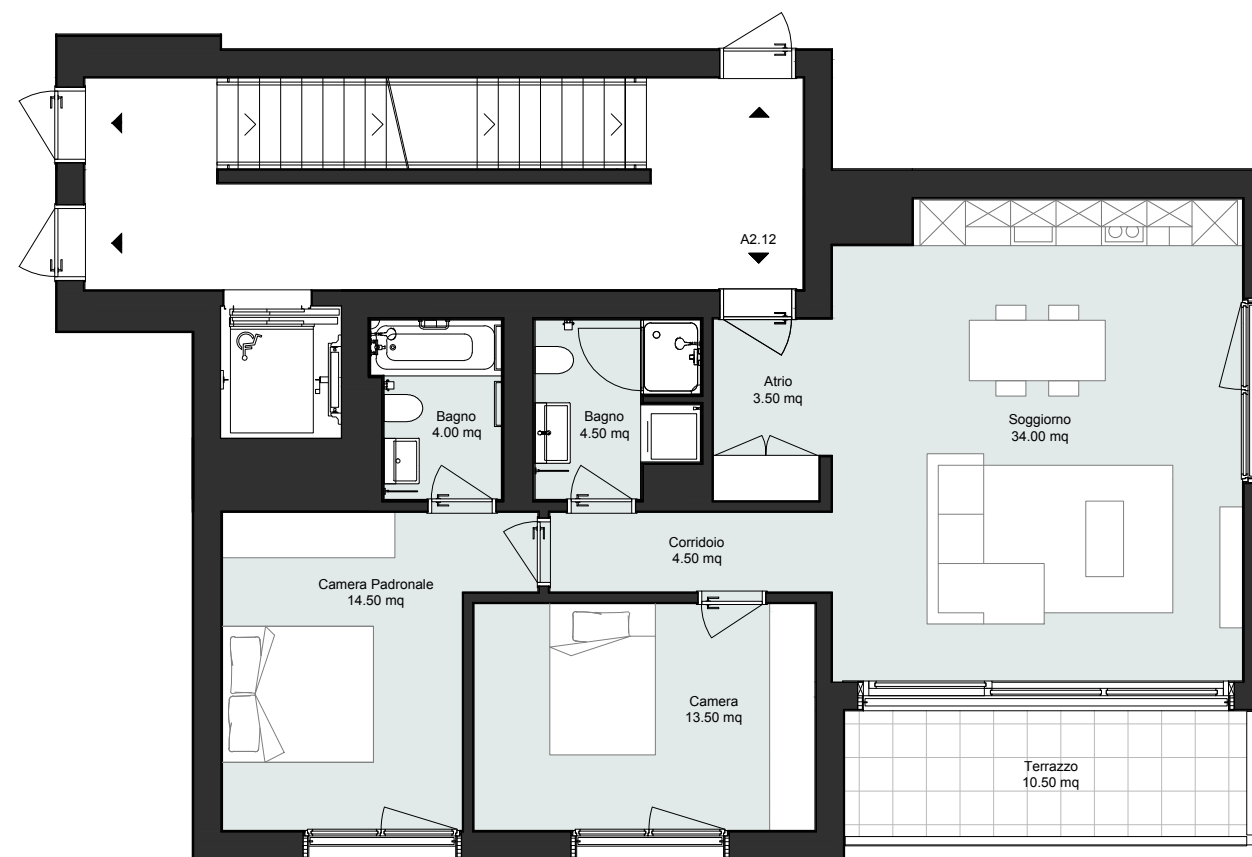 A2.12
Atrio
3.50 mq
Soggiorno
34.00 mq
Bagno
4.00 mq
Bagno
4.50 mq
Corridoio
4.50 mq
Camera Padronale
14.50 mq
Camera
13.50 mq
Terrazzo
10.50 mq